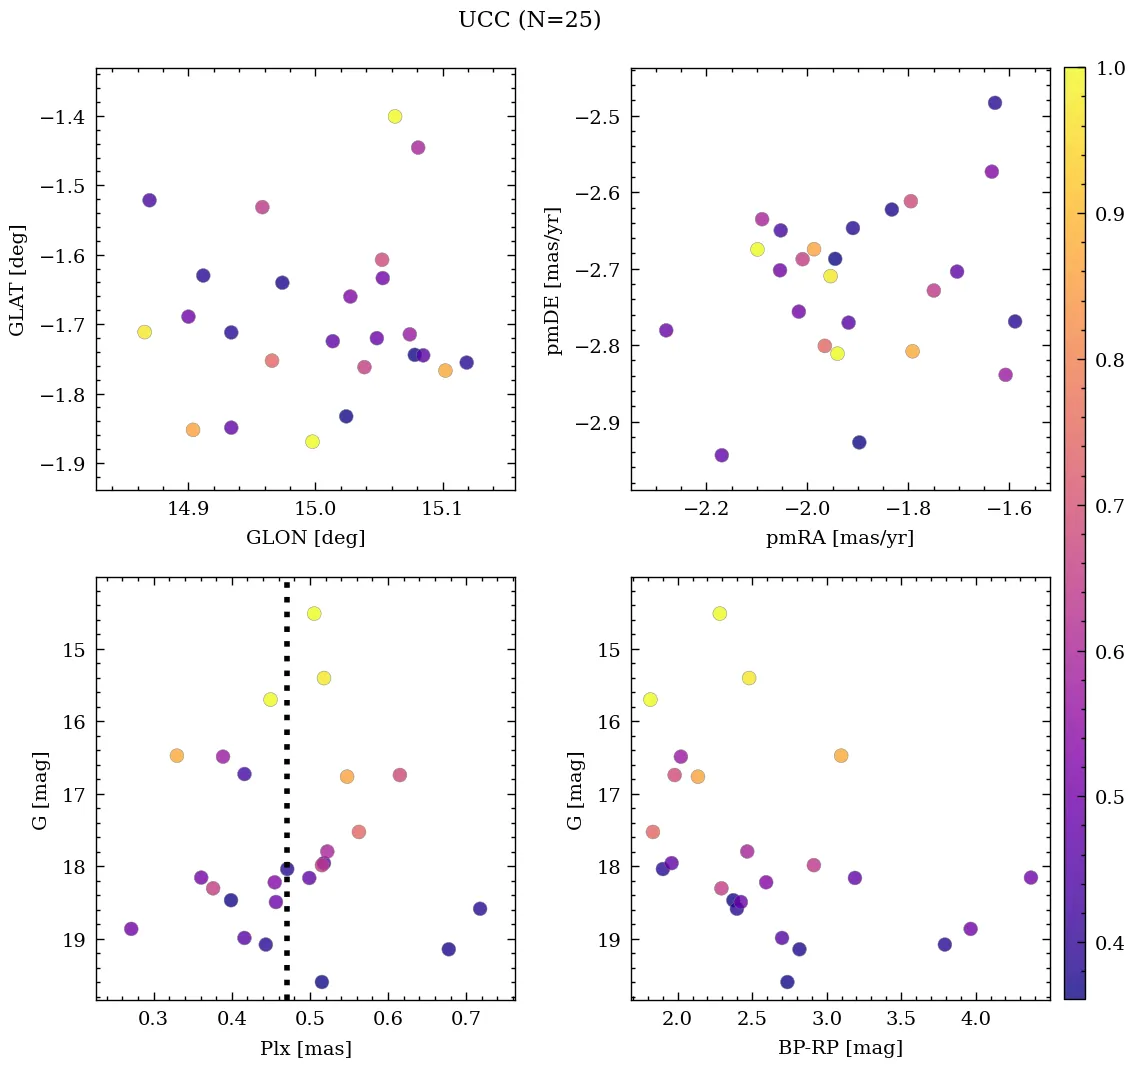 UCC (N=25)
−1.4
−1.5
−1.6
−1.7
−1.8
−1.9
GLAT [deg]
14.9 15.0 15.1
GLON [deg]
−2.5
−2.6
−2.7
−2.8
−2.9
pmDE [mas/yr]
−2.2 −2.0 −1.8 −1.6
pmRA [mas/yr]
15
16
17
18
19
G [mag]
0.3 0.4 0.5 0.6 0.7
Plx [mas]
15
16
17
18
19
G [mag]
2.0 2.5 3.0 3.5 4.0
BP-RP [mag]
1.0
0.9
0.8
0.7
0.6
0.5
0.4